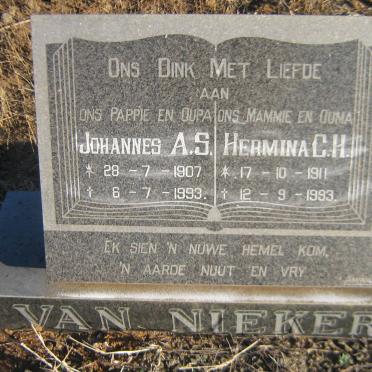 ONS DINK MET LIEFDE
AAN
ONS PAPPIE EN OUPA
JOHANNES A.S.
* 28 - 7 - 1907
† 6 - 7 - 1993.
ONS MAMMIE EN OUMA
HERMINA C.H.
* 17 - 10 - 1911
† 12 - 9 - 1993.
EK SIEN 'N NUWE HEMEL KOM,
'N AARDE NUUT EN VRY
VAN NIEKER